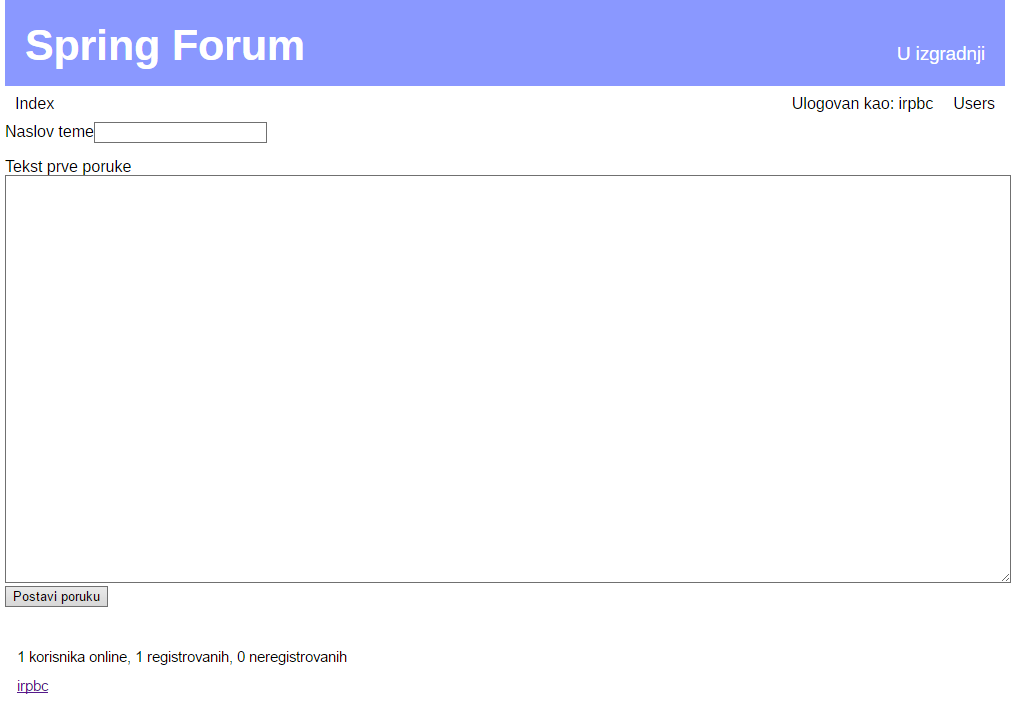 Spring Forum
U izgradnji
Index
Ulogovan kao: irpbc
Users
Naslov teme
Tekst prve poruke
Postavi poruku
1 korisnika online, 1 registrovanih, 0 neregistrovanih
irpbc